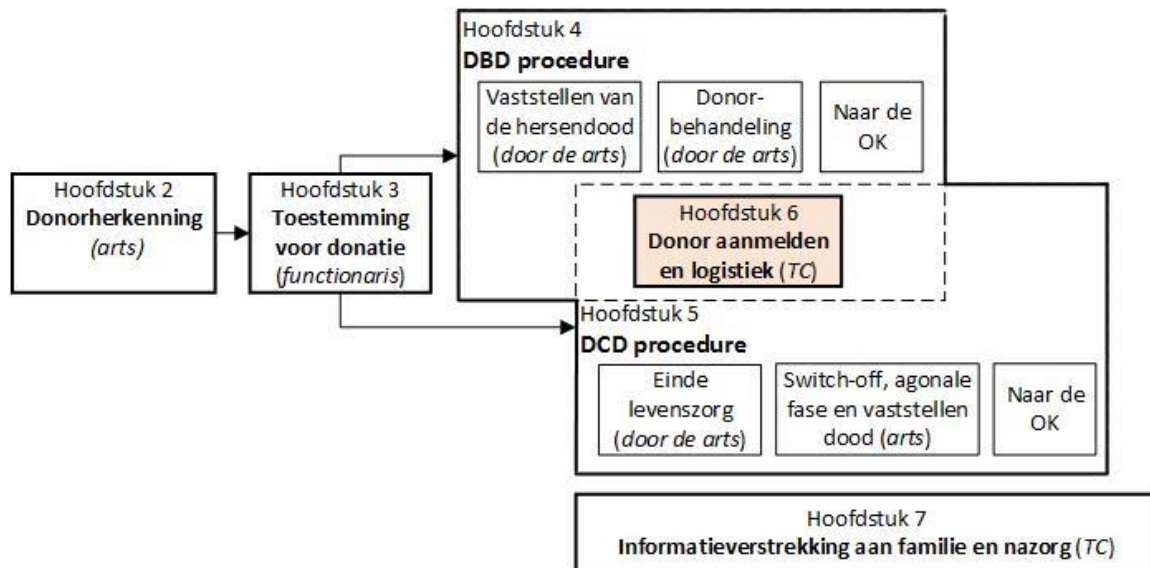 Hoofdstuk 2
Donorherkenning
(arts)
Hoofdstuk 3
Toestemming
voor donatie
(functionaris)
Hoofdstuk 4
DBD procedure
Vaststellen van
de hersendood
(door de arts)
Donor-
behandeling
(door de arts)
Naar de
OK
Hoofdstuk 6
Donor aanmelden
en logistiek (TC)
Hoofdstuk 5
DCD procedure
Einde
levenszorg
(door de arts)
Switch-off, agonale
fase en vaststellen
dood (arts)
Naar de
OK
Hoofdstuk 7
Informatieverstrekking aan familie en nazorg (TC)